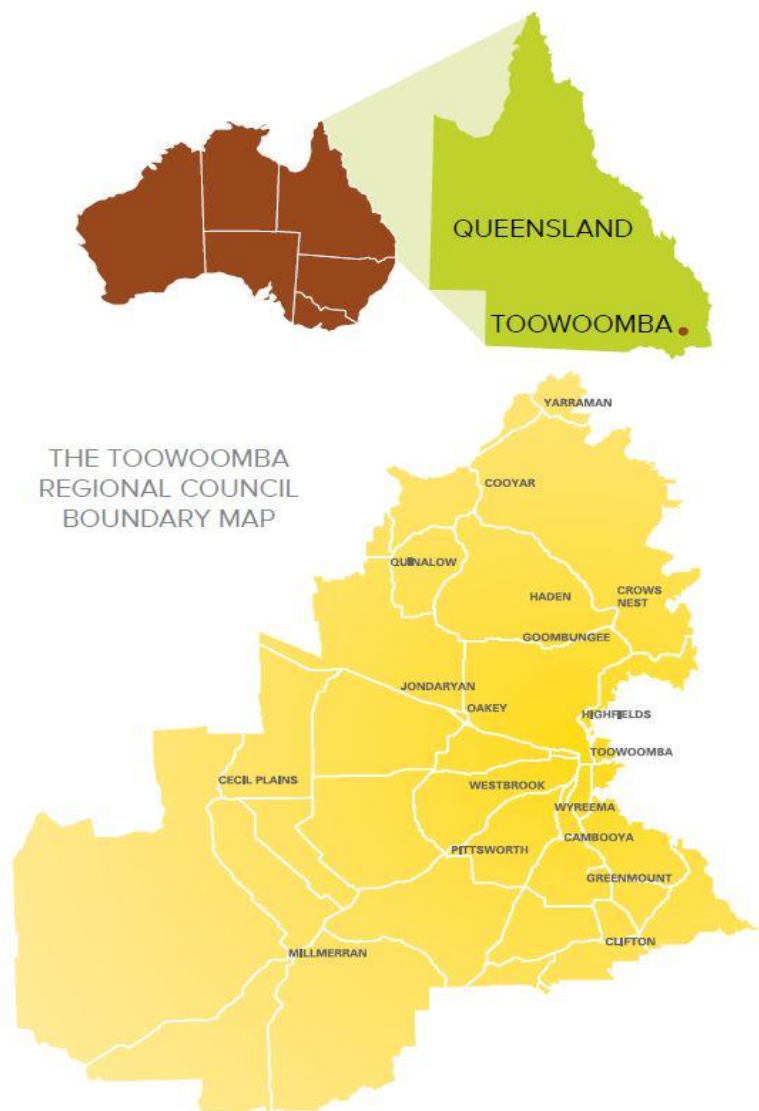 QUEENSLAND
TOOWOOMBA
THE TOOWOOMBA
REGIONAL COUNCIL
BOUNDARY MAP
YARRAMAN
COOYAR
QUINALOW
HADEN
CROWS
NEST
GOOMBUNGEE
JONDARYAN
OAKEY
HIGHFIELDS
TOOWOOMBA
CECIL PLAINS
WESTBROOK
WYREEMA
CAMBOOYA
PITTSWORTH
GREENMOUNT
CLIFTON
MILLMERRAN